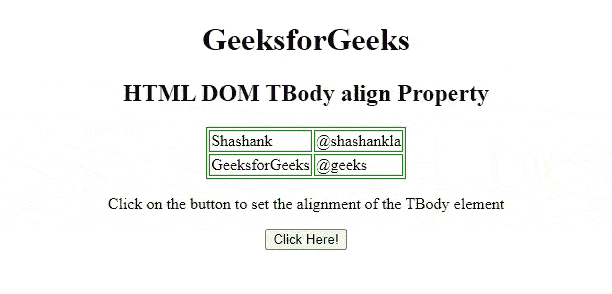 GeeksforGeeks
HTML DOM TBody align Property
Shashank @shashankla
GeeksforGeeks @geeks
Click on the button to set the alignment of the TBody element
Click Here!